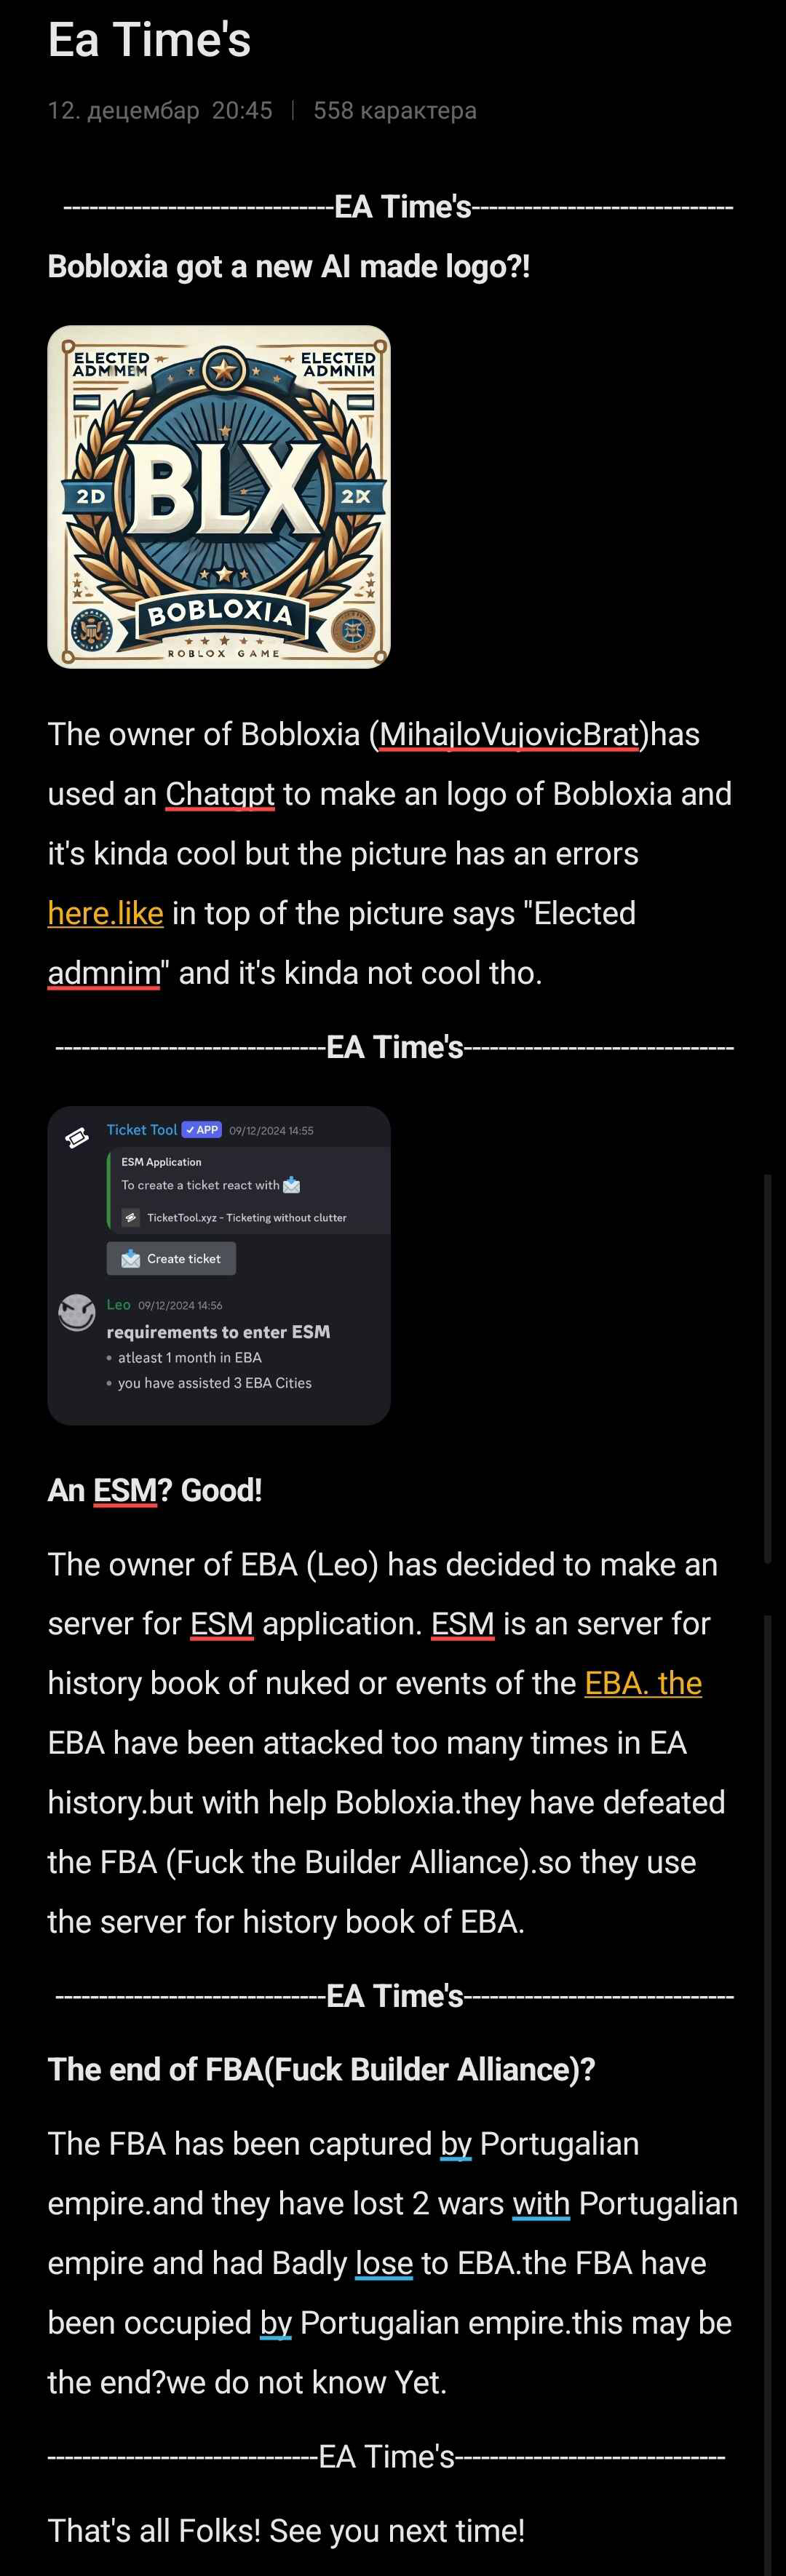 Ea Time's
12. децембар 20:45 | 558 карактера
-------------------------------EA Time's------------------------------
Bobloxia got a new AI made logo?!
ELECTED
ADMMEM
ELECTED
ADMNIM
BLX
2D
2X
BOBLOXIA
ROBLOX GAME
The owner of Bobloxia (MihajloVujovicBrat)has
used an Chatgpt to make an logo of Bobloxia and
it's kinda cool but the picture has an errors
here.like in top of the picture says "Elected
admnim" and it's kinda not cool tho.
-------------------------------EA Time's-------------------------------
Ticket Tool ✓ APP 09/12/2024 14:55
ESM Application
To create a ticket react with 📩
TicketTool.xyz - Ticketing without clutter
📩 Create ticket
Leo 09/12/2024 14:56
requirements to enter ESM
• atleast 1 month in EBA
• you have assisted 3 EBA Cities
An ESM? Good!
The owner of EBA (Leo) has decided to make an
server for ESM application. ESM is an server for
history book of nuked or events of the EBA. the
EBA have been attacked too many times in EA
history.but with help Bobloxia.they have defeated
the FBA (Fuck the Builder Alliance).so they use
the server for history book of EBA.
-------------------------------EA Time's-------------------------------
The end of FBA(Fuck Builder Alliance)?
The FBA has been captured by Portugalian
empire.and they have lost 2 wars with Portugalian
empire and had Badly lose to EBA.the FBA have
been occupied by Portugalian empire.this may be
the end?we do not know Yet.
-------------------------------EA Time's-------------------------------
That's all Folks! See you next time!